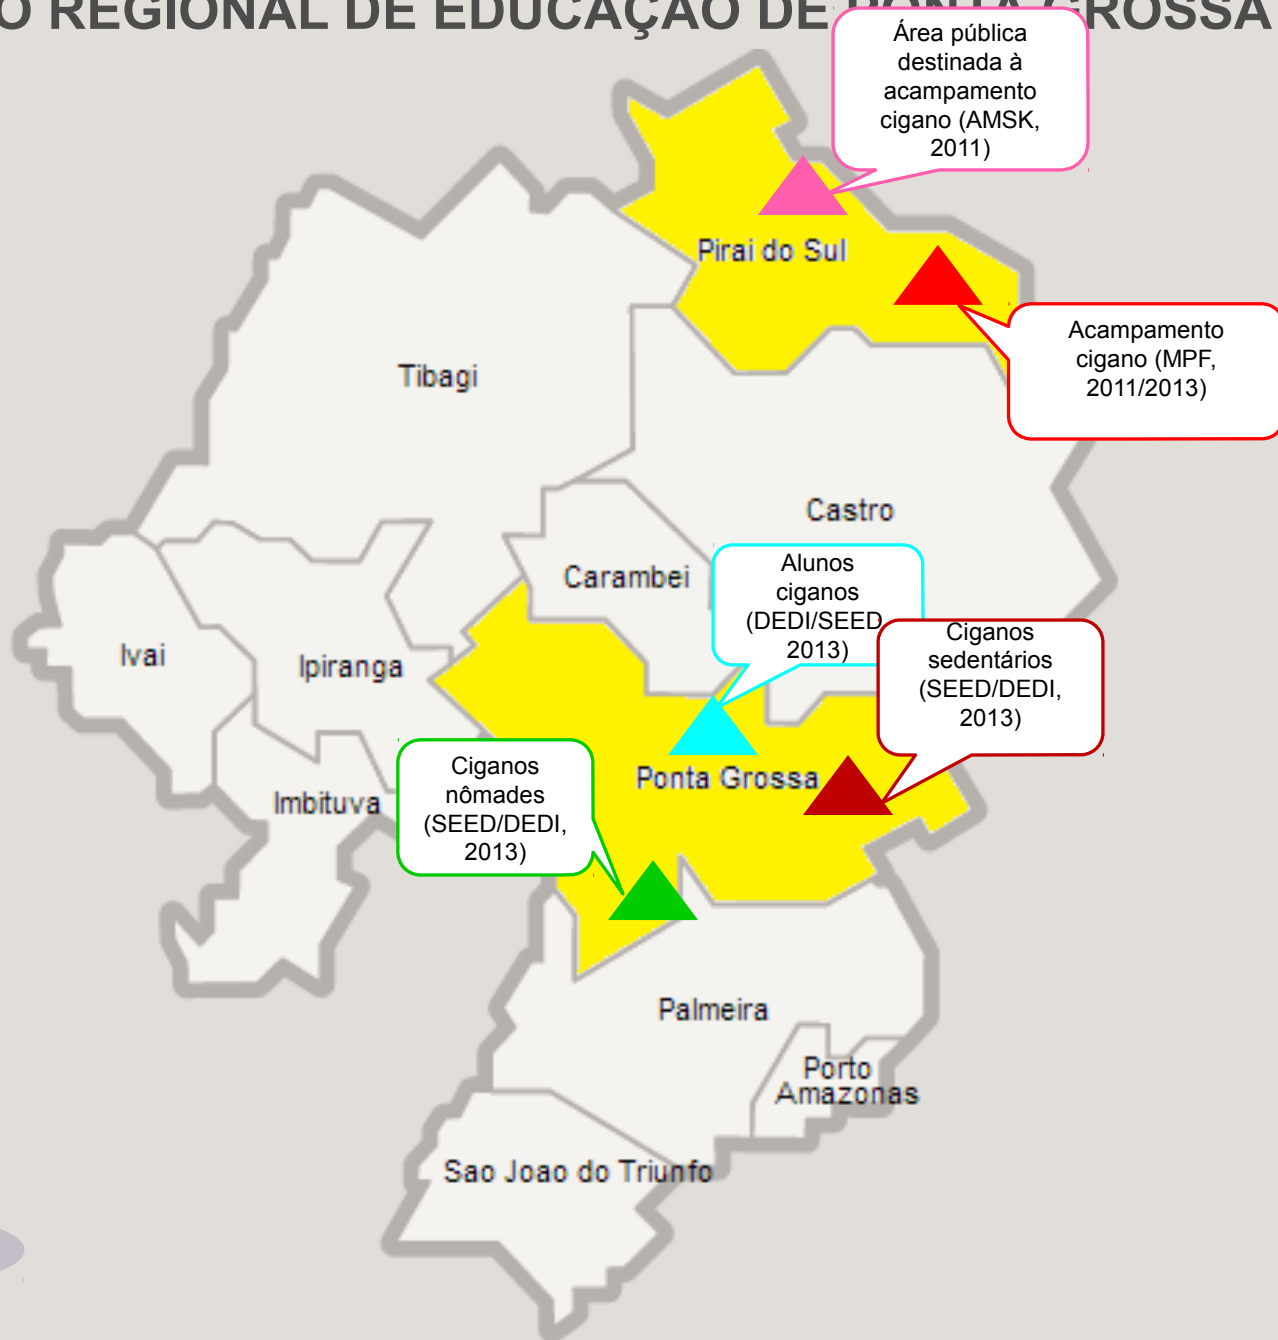 O REGIONAL DE EDUCAÇÃO DE PONTA GROSSA
Área pública
destinada à
acampamento
cigano (AMSK,
2011)
Pirai do Sul
Acampamento
cigano (MPF,
2011/2013)
Tibagi
Castro
Carambei
Alunos
ciganos
(DEDI/SEED
2013)
Ciganos
sedentários
(SEED/DEDI,
2013)
Ivai
Ipiranga
Ponta Grossa
Ciganos
nômades
(SEED/DEDI,
2013)
Imbituva
Palmeira
Porto
Amazonas
Sao Joao do Triunfo